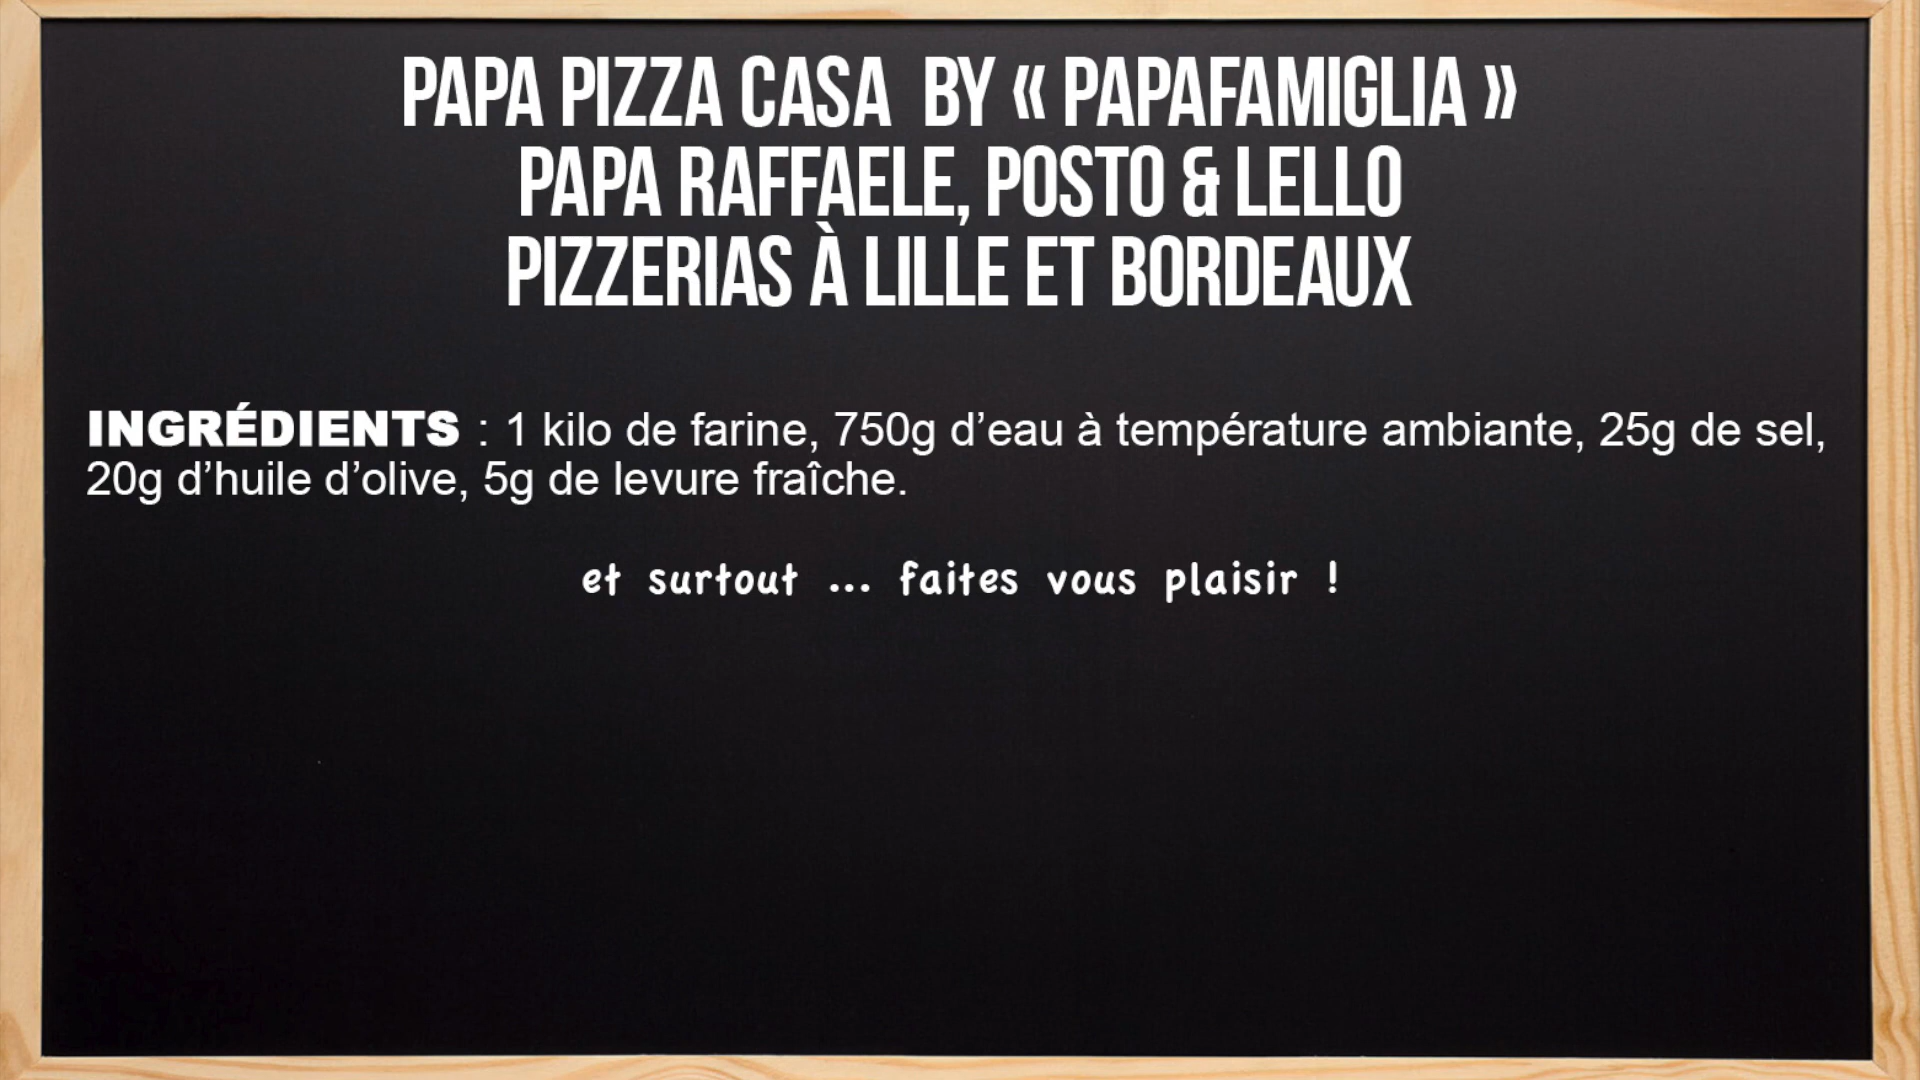 PAPA PIZZA CASA  BY « PAPAFAMIGLIA »
PAPA RAFFAELE, POSTO & LELLO
PIZZERIAS À LILLE ET BORDEAUX
INGRÉDIENTS : 1 kilo de farine, 750g d’eau à température ambiante, 25g de sel,
20g d’huile d’olive, 5g de levure fraîche.
et surtout ... faites vous plaisir !